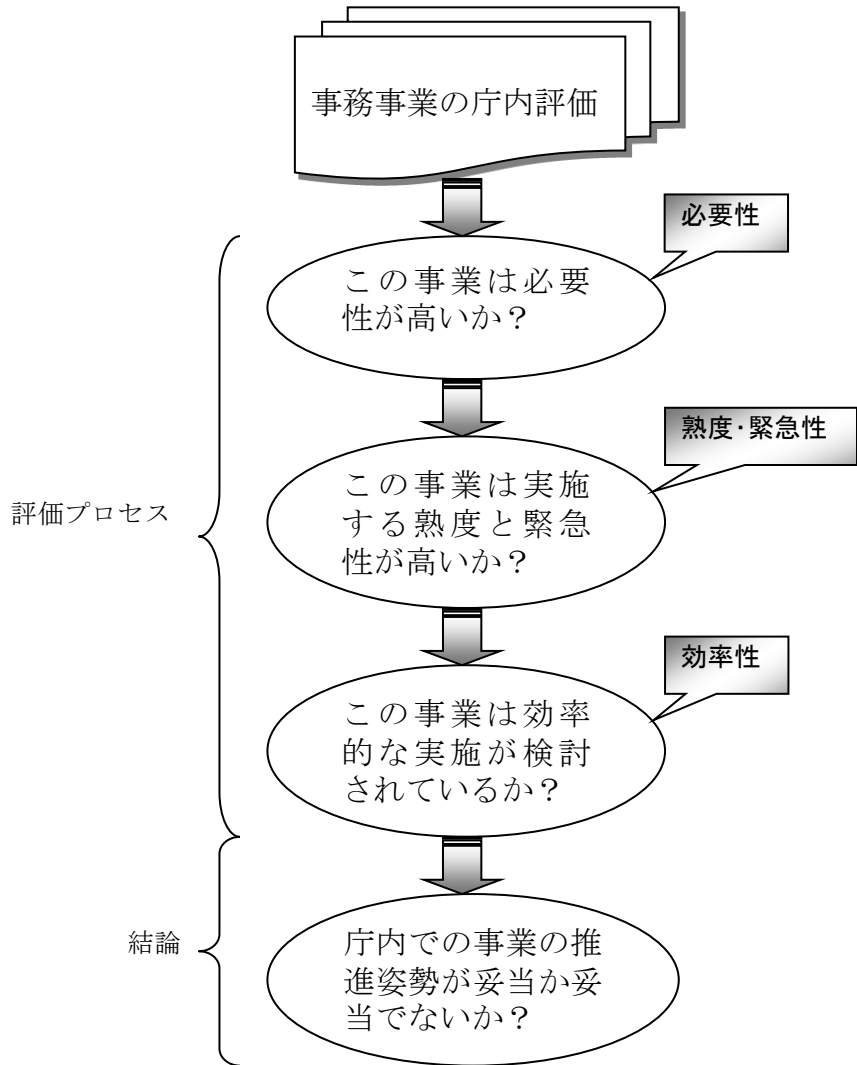 事務事業の庁内評価
必要性
この事業は必要
性が高いか？
熟度・緊急性
この事業は実施
する熟度と緊急
性が高いか？
評価プロセス
効率性
この事業は効率
的な実施が検討
されているか？
結論
庁内での事業の推
進姿勢が妥当か妥
当でないか？